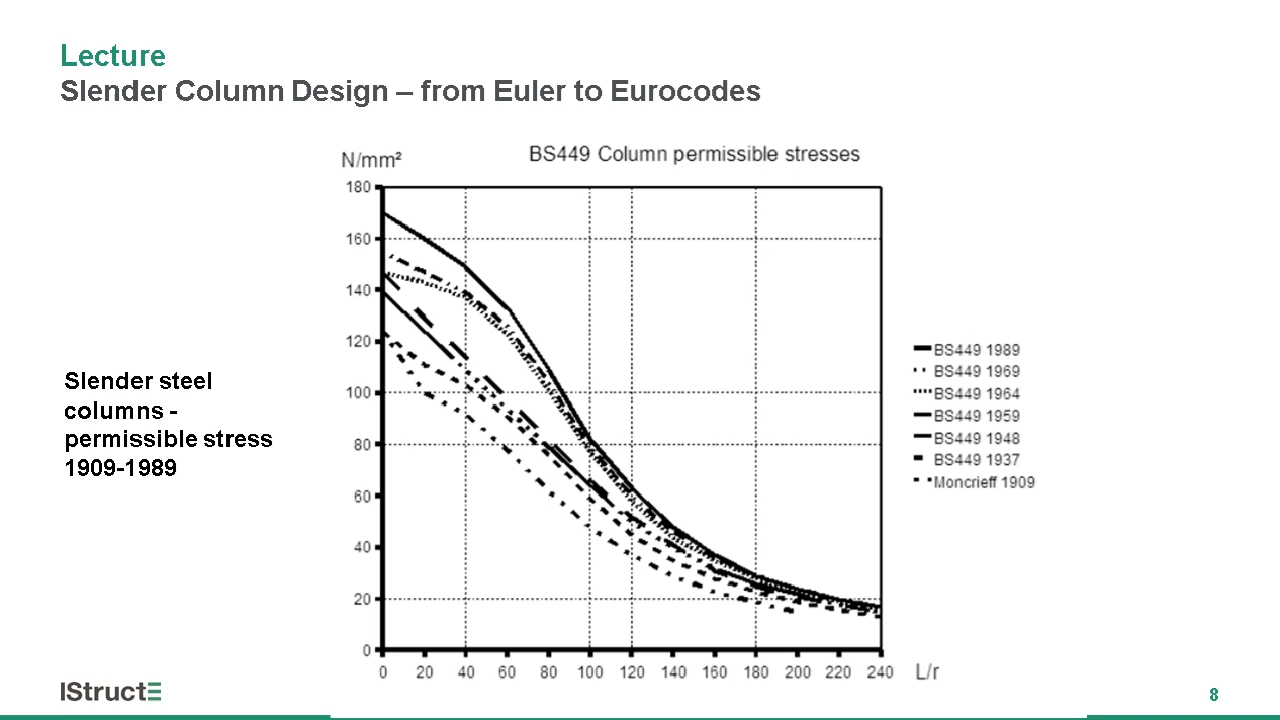 Lecture
Slender Column Design – from Euler to Eurocodes
N/mm²
BS449 Column permissible stresses
180
160
140
120
100
80
60
40
20
0
0 20 40 60 80 100 120 140 160 180 200 220 240
L/r
BS449 1989
BS449 1969
BS449 1964
BS449 1959
BS449 1948
BS449 1937
Moncrieff 1909
Slender steel
columns -
permissible stress
1909-1989
IStructE
8